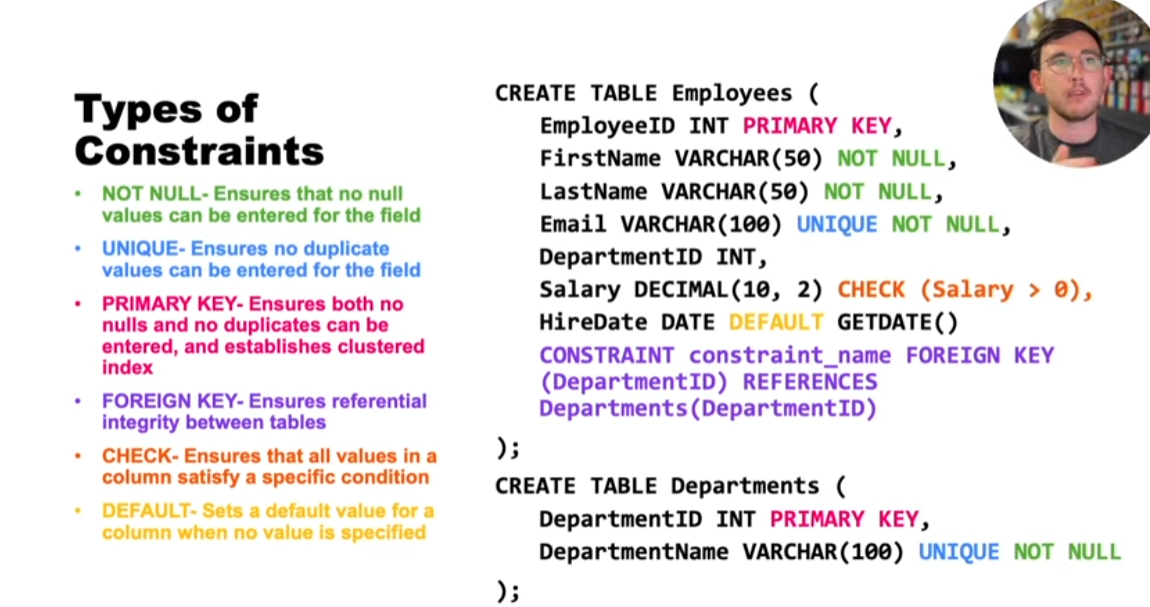 Types of
Constraints
• NOT NULL- Ensures that no null
values can be entered for the field
• UNIQUE- Ensures no duplicate
values can be entered for the field
• PRIMARY KEY- Ensures both no
nulls and no duplicates can be
entered, and establishes clustered
index
• FOREIGN KEY- Ensures referential
integrity between tables
• CHECK- Ensures that all values in a
column satisfy a specific condition
• DEFAULT- Sets a default value for a
column when no value is specified
CREATE TABLE Employees (
EmployeeID INT PRIMARY KEY,
FirstName VARCHAR(50) NOT NULL,
LastName VARCHAR(50) NOT NULL,
Email VARCHAR(100) UNIQUE NOT NULL,
DepartmentID INT,
Salary DECIMAL(10, 2) CHECK (Salary > 0),
HireDate DATE DEFAULT GETDATE()
CONSTRAINT constraint_name FOREIGN KEY
(DepartmentID) REFERENCES
Departments(DepartmentID)
);
CREATE TABLE Departments (
DepartmentID INT PRIMARY KEY,
DepartmentName VARCHAR(100) UNIQUE NOT NULL
);